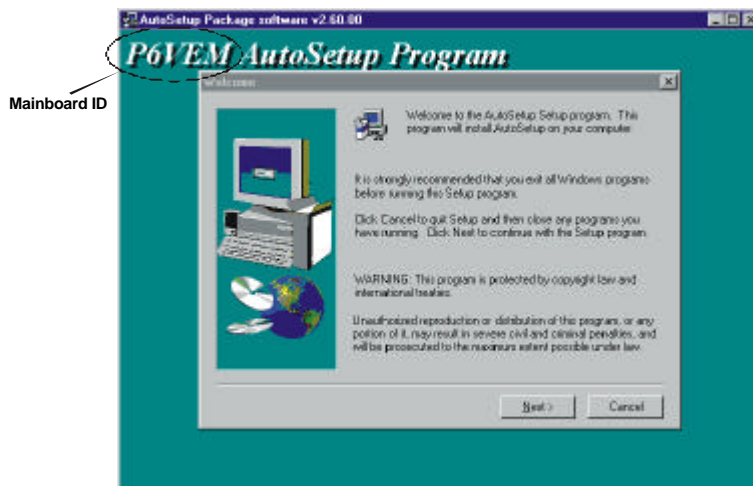 AutoSetup Package software v2.60.00
P6VEM AutoSetup Program
Mainboard ID
Welcome
Welcome to the AutoSetup Setup program. This
program will install AutoSetup on your computer.
It is strongly recommended that you exit all Windows programs
before running this Setup program.
Click Cancel to quit Setup and then close any programs you
have running. Click Next to continue with the Setup program.
WARNING: This program is protected by copyright law and
international treaties.
Unauthorized reproduction or distribution of this program, or any
portion of it, may result in severe civil and criminal penalties, and
will be prosecuted to the maximum extent possible under law.
Next >
Cancel